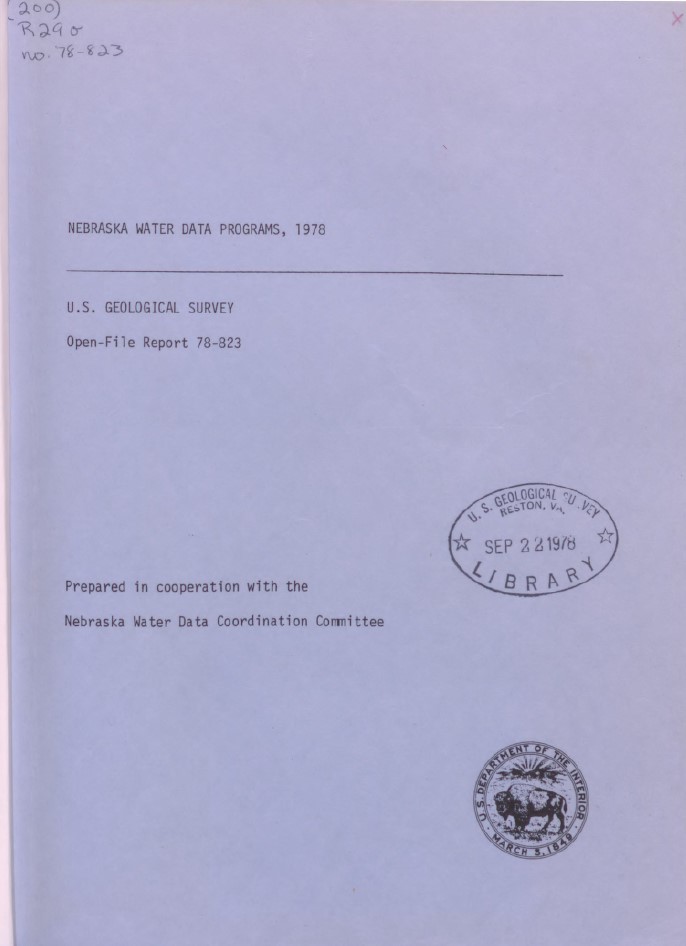 (200)
R290
no. 78-823
X
NEBRASKA WATER DATA PROGRAMS, 1978
U.S. GEOLOGICAL SURVEY
Open-File Report 78-823
U. S. GEOLOGICAL SURVEY
RESTON, VA.
SEP 22 1978
LIBRARY
Prepared in cooperation with the
Nebraska Water Data Coordination Committee
U.S. DEPARTMENT OF THE INTERIOR
MARCH 3, 1849